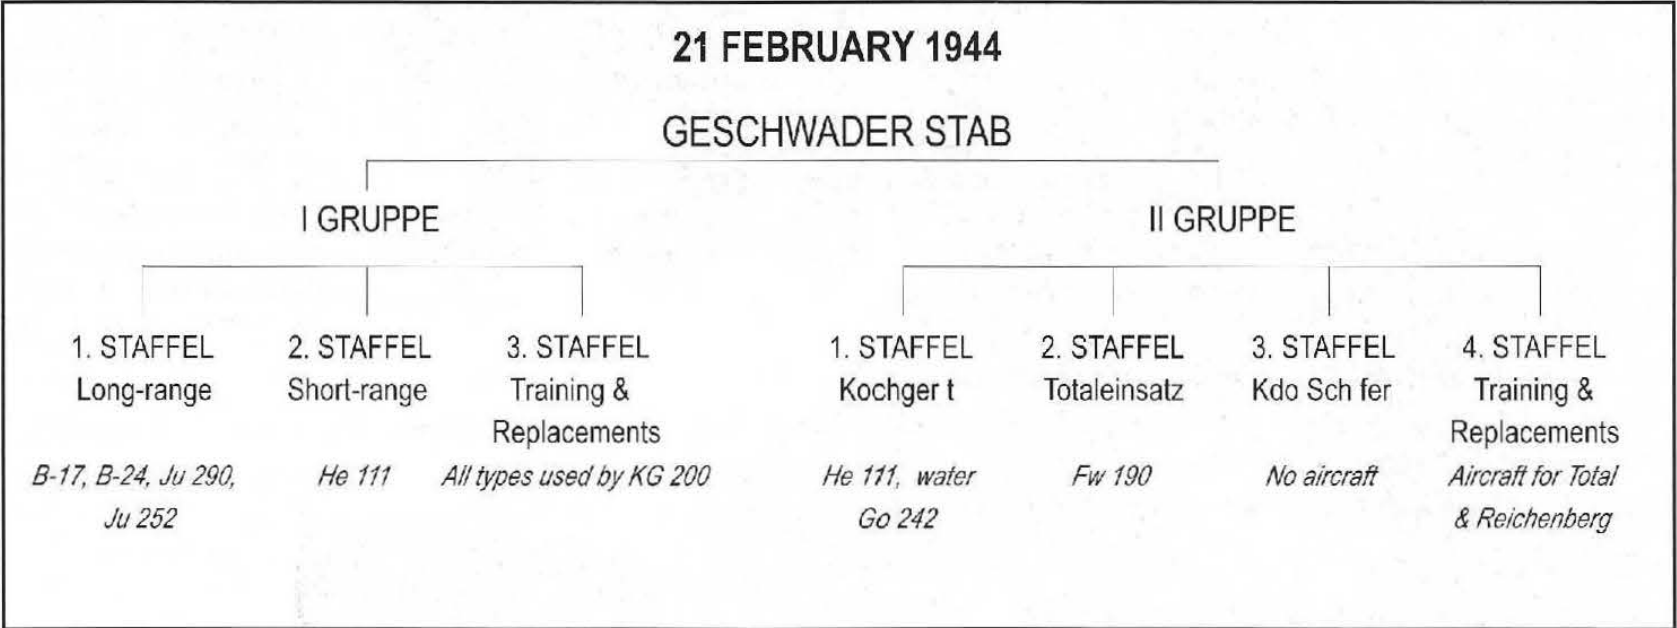 21 FEBRUARY 1944
GESCHWADER STAB
I GRUPPE
II GRUPPE
1. STAFFEL
Long-range
B-17, B-24, Ju 290,
Ju 252
2. STAFFEL
Short-range
He 111
3. STAFFEL
Training &
Replacements
All types used by KG 200
1. STAFFEL
Kochger t
He 111, water
Go 242
2. STAFFEL
Totaleinsatz
Fw 190
3. STAFFEL
Kdo Sch fer
No aircraft
4. STAFFEL
Training &
Replacements
Aircraft for Total
& Reichenberg